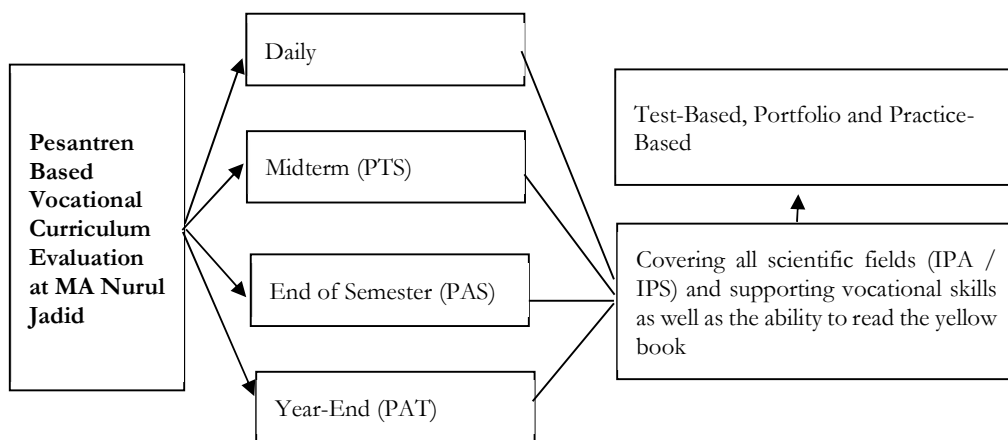 Pesantren
Based
Vocational
Curriculum
Evaluation
at MA Nurul
Jadid
Daily
Midterm (PTS)
End of Semester (PAS)
Year-End (PAT)
Test-Based, Portfolio and Practice-
Based
Covering all scientific fields (IPA /
IPS) and supporting vocational skills
as well as the ability to read the yellow
book